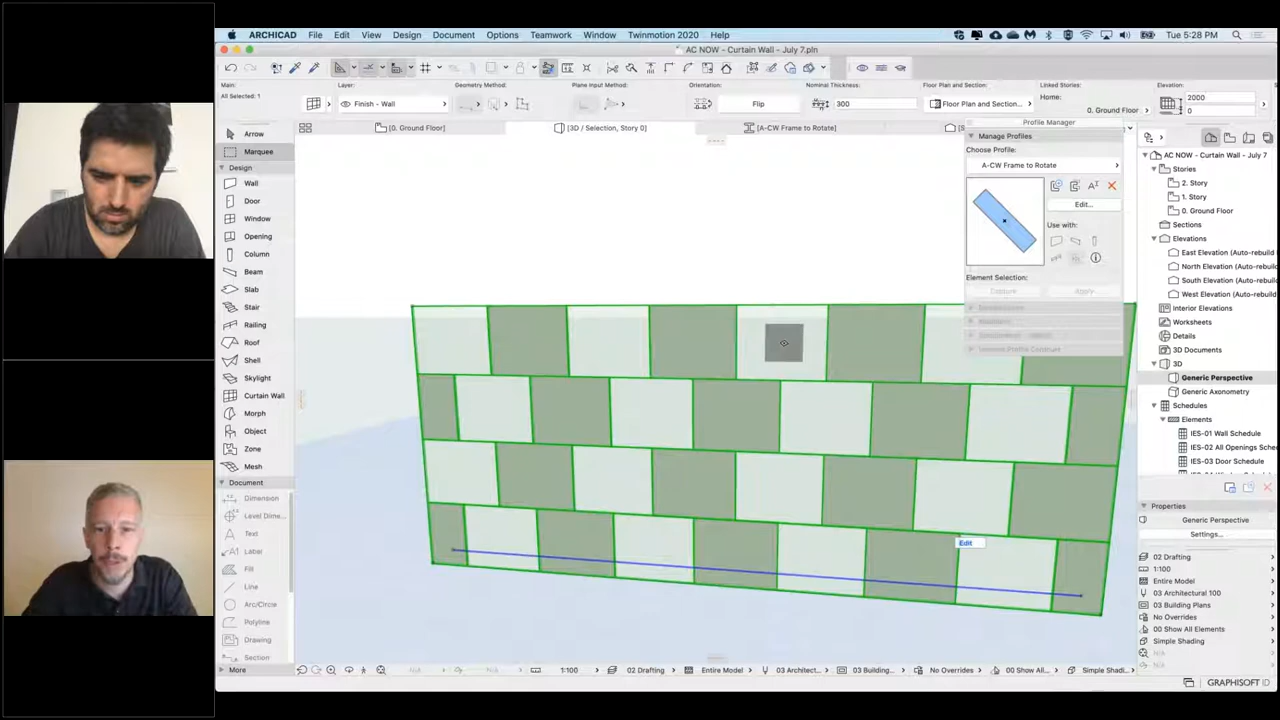 ARCHICAD File Edit View Design Document Options Teamwork Window Twinmotion 2020 Help Tue 5:28 PM
AC NOW - Curtain Wall - July 7.pln
Main:
All Selected: 1
Layer:
Finish - Wall
Geometry Method:
Plane Input Method:
Orientation:
Flip
Nominal Thickness:
300
Floor Plan and Section:
Floor Plan and Section...
Linked Stories:
Home:
0. Ground Floor
Elevation:
2000
0
[0. Ground Floor]
[3D / Selection, Story 0]
[A-CW Frame to Rotate]
Arrow
Marquee
Design
Wall
Door
Window
Opening
Column
Beam
Slab
Stair
Railing
Roof
Shell
Skylight
Curtain Wall
Morph
Object
Zone
Mesh
Document
Dimension
Level Dime...
Text
Label
Fill
Line
Arc/Circle
Polyline
Drawing
Section
More
Profile Manager
Manage Profiles
Choose Profile:
A-CW Frame to Rotate
Edit...
Use with:
Element Selection:
Capture
Apply
Edit
AC NOW - Curtain Wall - July 7
Stories
2. Story
1. Story
0. Ground Floor
Sections
Elevations
East Elevation (Auto-rebuild
North Elevation (Auto-rebuil
South Elevation (Auto-rebuil
West Elevation (Auto-rebuild
Interior Elevations
Worksheets
Details
3D Documents
3D
Generic Perspective
Generic Axonometry
Schedules
Elements
IES-01 Wall Schedule
IES-02 All Openings Sche
IES-03 Door Schedule
Properties
Generic Perspective
Settings...
02 Drafting
1:100
Entire Model
03 Architectural 100
03 Building Plans
No Overrides
00 Show All Elements
Simple Shading
N/A
N/A
N/A N/A 1:100 02 Drafting Entire Model 03 Architect... 03 Building... No Overrides 00 Show All... Simple Shadi...
GRAPHISOFT ID